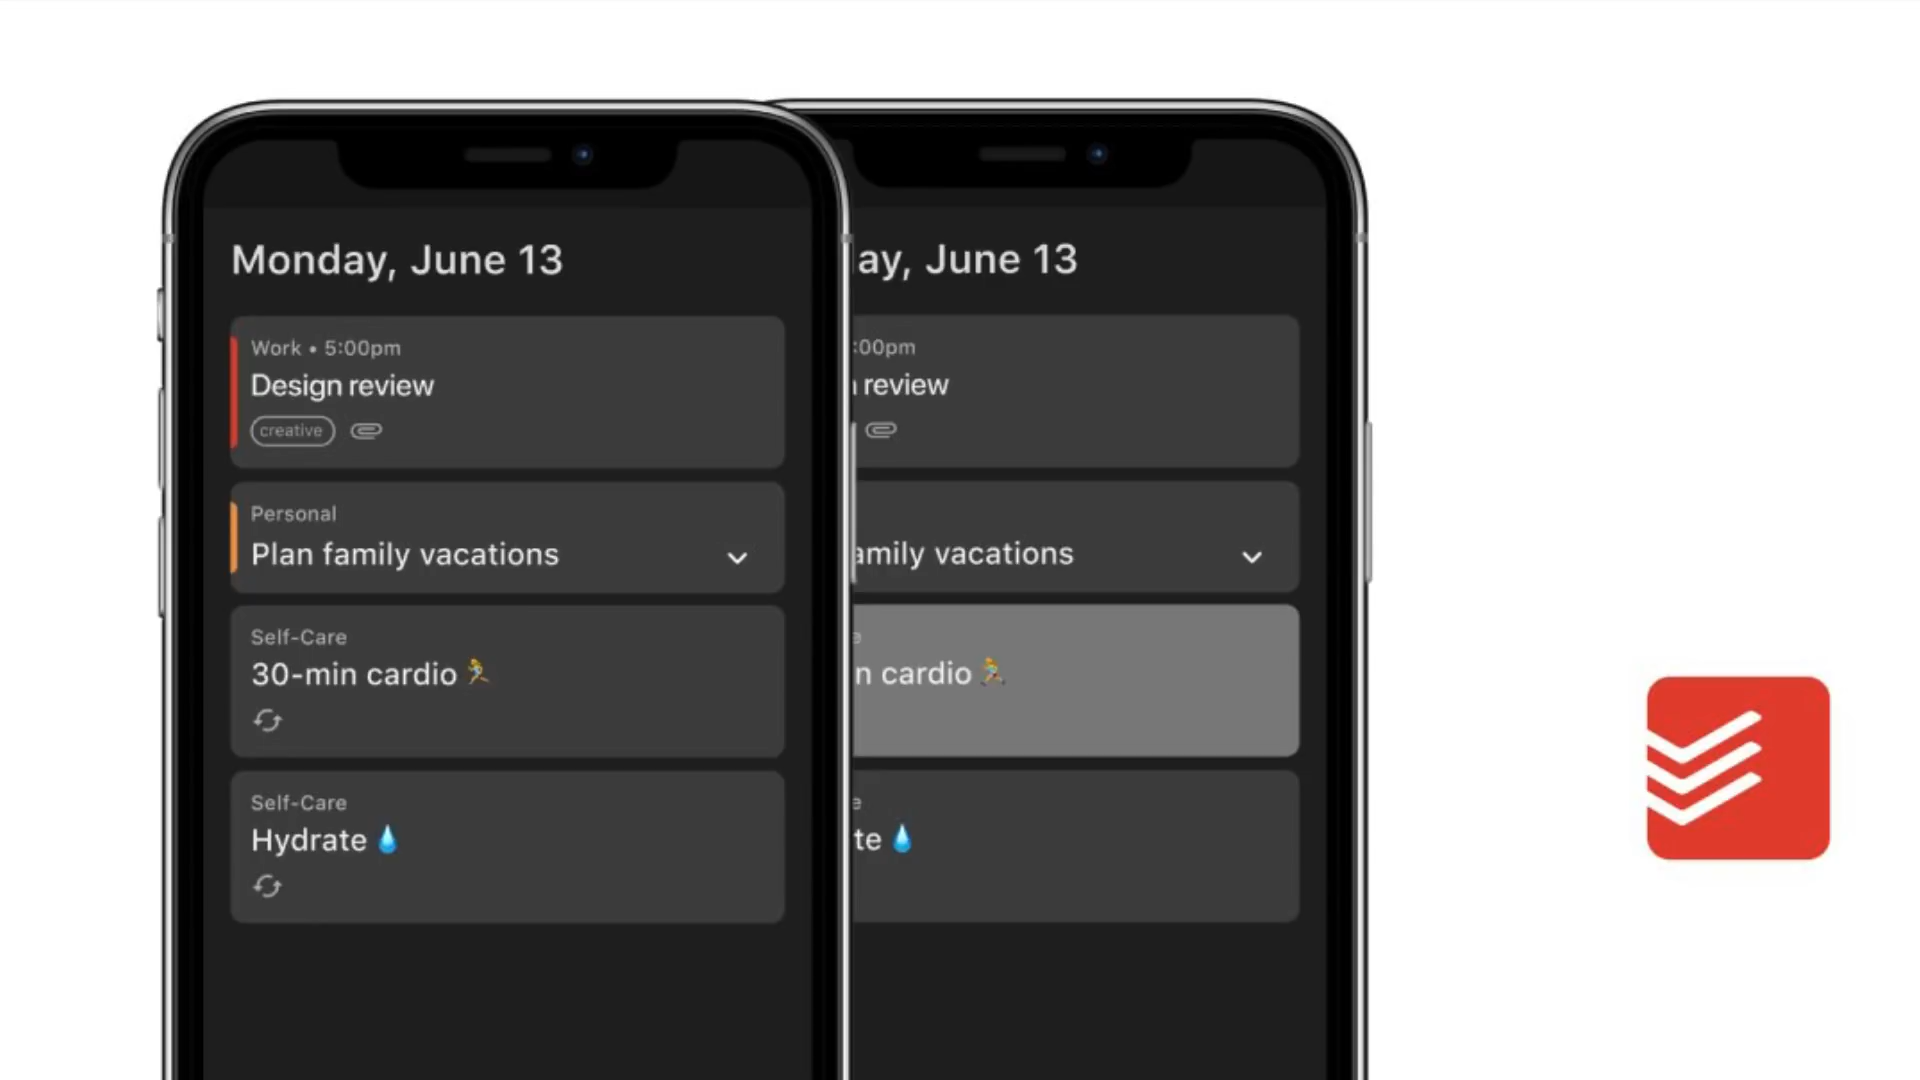 Monday, June 13
Work • 5:00pm
Design review
creative
Personal
Plan family vacations
Self-Care
30-min cardio 🏃
Self-Care
Hydrate 💧
ay, June 13
:00pm
review
amily vacations
e
n cardio 🏃
e
te 💧